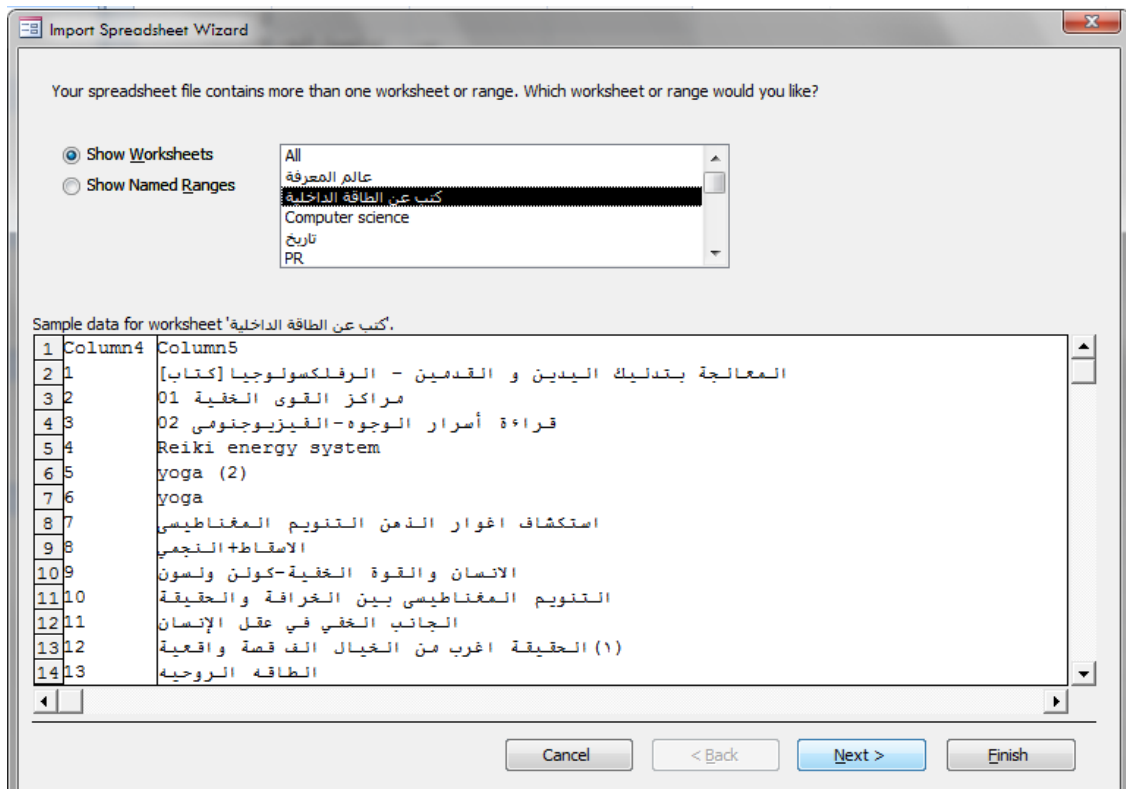 Import Spreadsheet Wizard
Your spreadsheet file contains more than one worksheet or range. Which worksheet or range would you like?
Show Worksheets
Show Named Ranges
All
عالم المعرفة
كتب عن الطاقة الداخلية
Computer science
تاريخ
PR
Sample data for worksheet 'كتب عن الطاقة الداخلية'.
1 Column4 Column5
2 1 المعالجة بتدليك اليدين و القدمين - الرفلكسولوجيا[كتاب]
3 2 مراكز القوى الخفية 01
4 3 قراءة أسرار الوجوه-الفيزيوجنومى 02
5 4 Reiki energy system
6 5 yoga (2)
7 6 yoga
8 7 استكشاف اغوار الذهن التنويم المغناطيسى
9 8 الاسقاط+النجمي
10 9 الانسان والقوة الخفية-كولن ولسون
11 10 التنويم المغناطيسى بين الخرافة والحقيقة
12 11 الجانب الخفي في عقل الإنسان
13 12 الحقيقة اغرب من الخيال الف قصة واقعية (١)
14 13 الطاقه الروحيه
Cancel
< Back
Next >
Finish